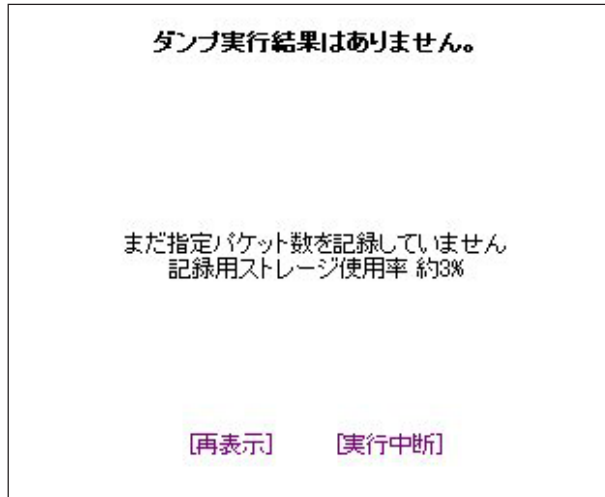 ダンプ実行結果はありません。
まだ指定パケット数を記録していません
記録用ストレージ使用率 約3%
[再表示] [実行中断]